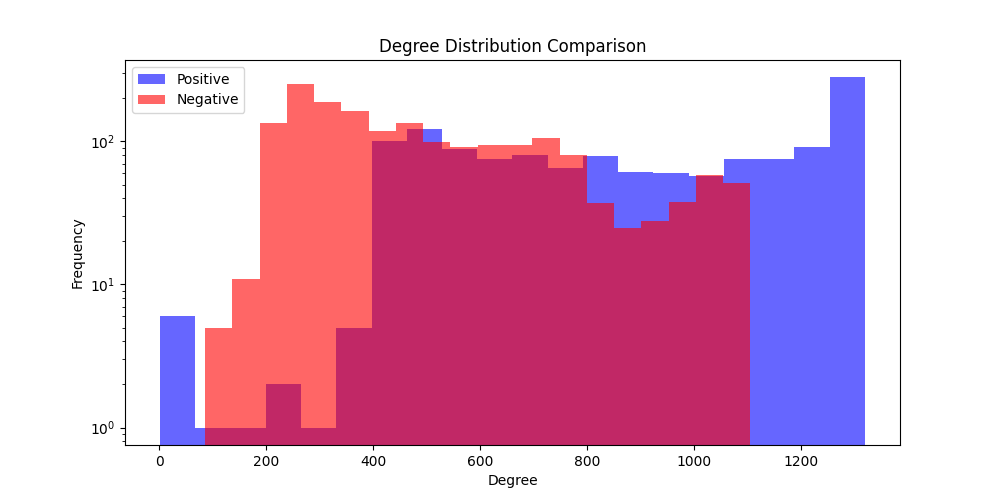 Degree Distribution Comparison
Positive
Negative
Frequency
10²
10¹
10⁰
0 200 400 600 800 1000 1200
Degree